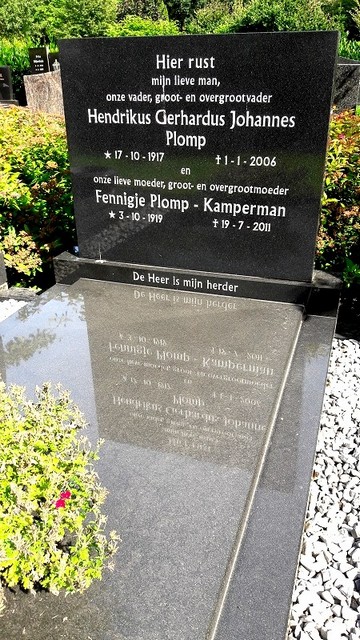 Hier rust
mijn lieve man,
onze vader, groot- en overgrootvader
Hendrikus Gerhardus Johannes
Plomp
★ 17 - 10 - 1917 ✝ 1 - 1 - 2006
en
onze lieve moeder, groot- en overgrootmoeder
Fennigje Plomp - Kamperman
★ 3 - 10 - 1919 ✝ 19 - 7 - 2011
De Heer is mijn herder